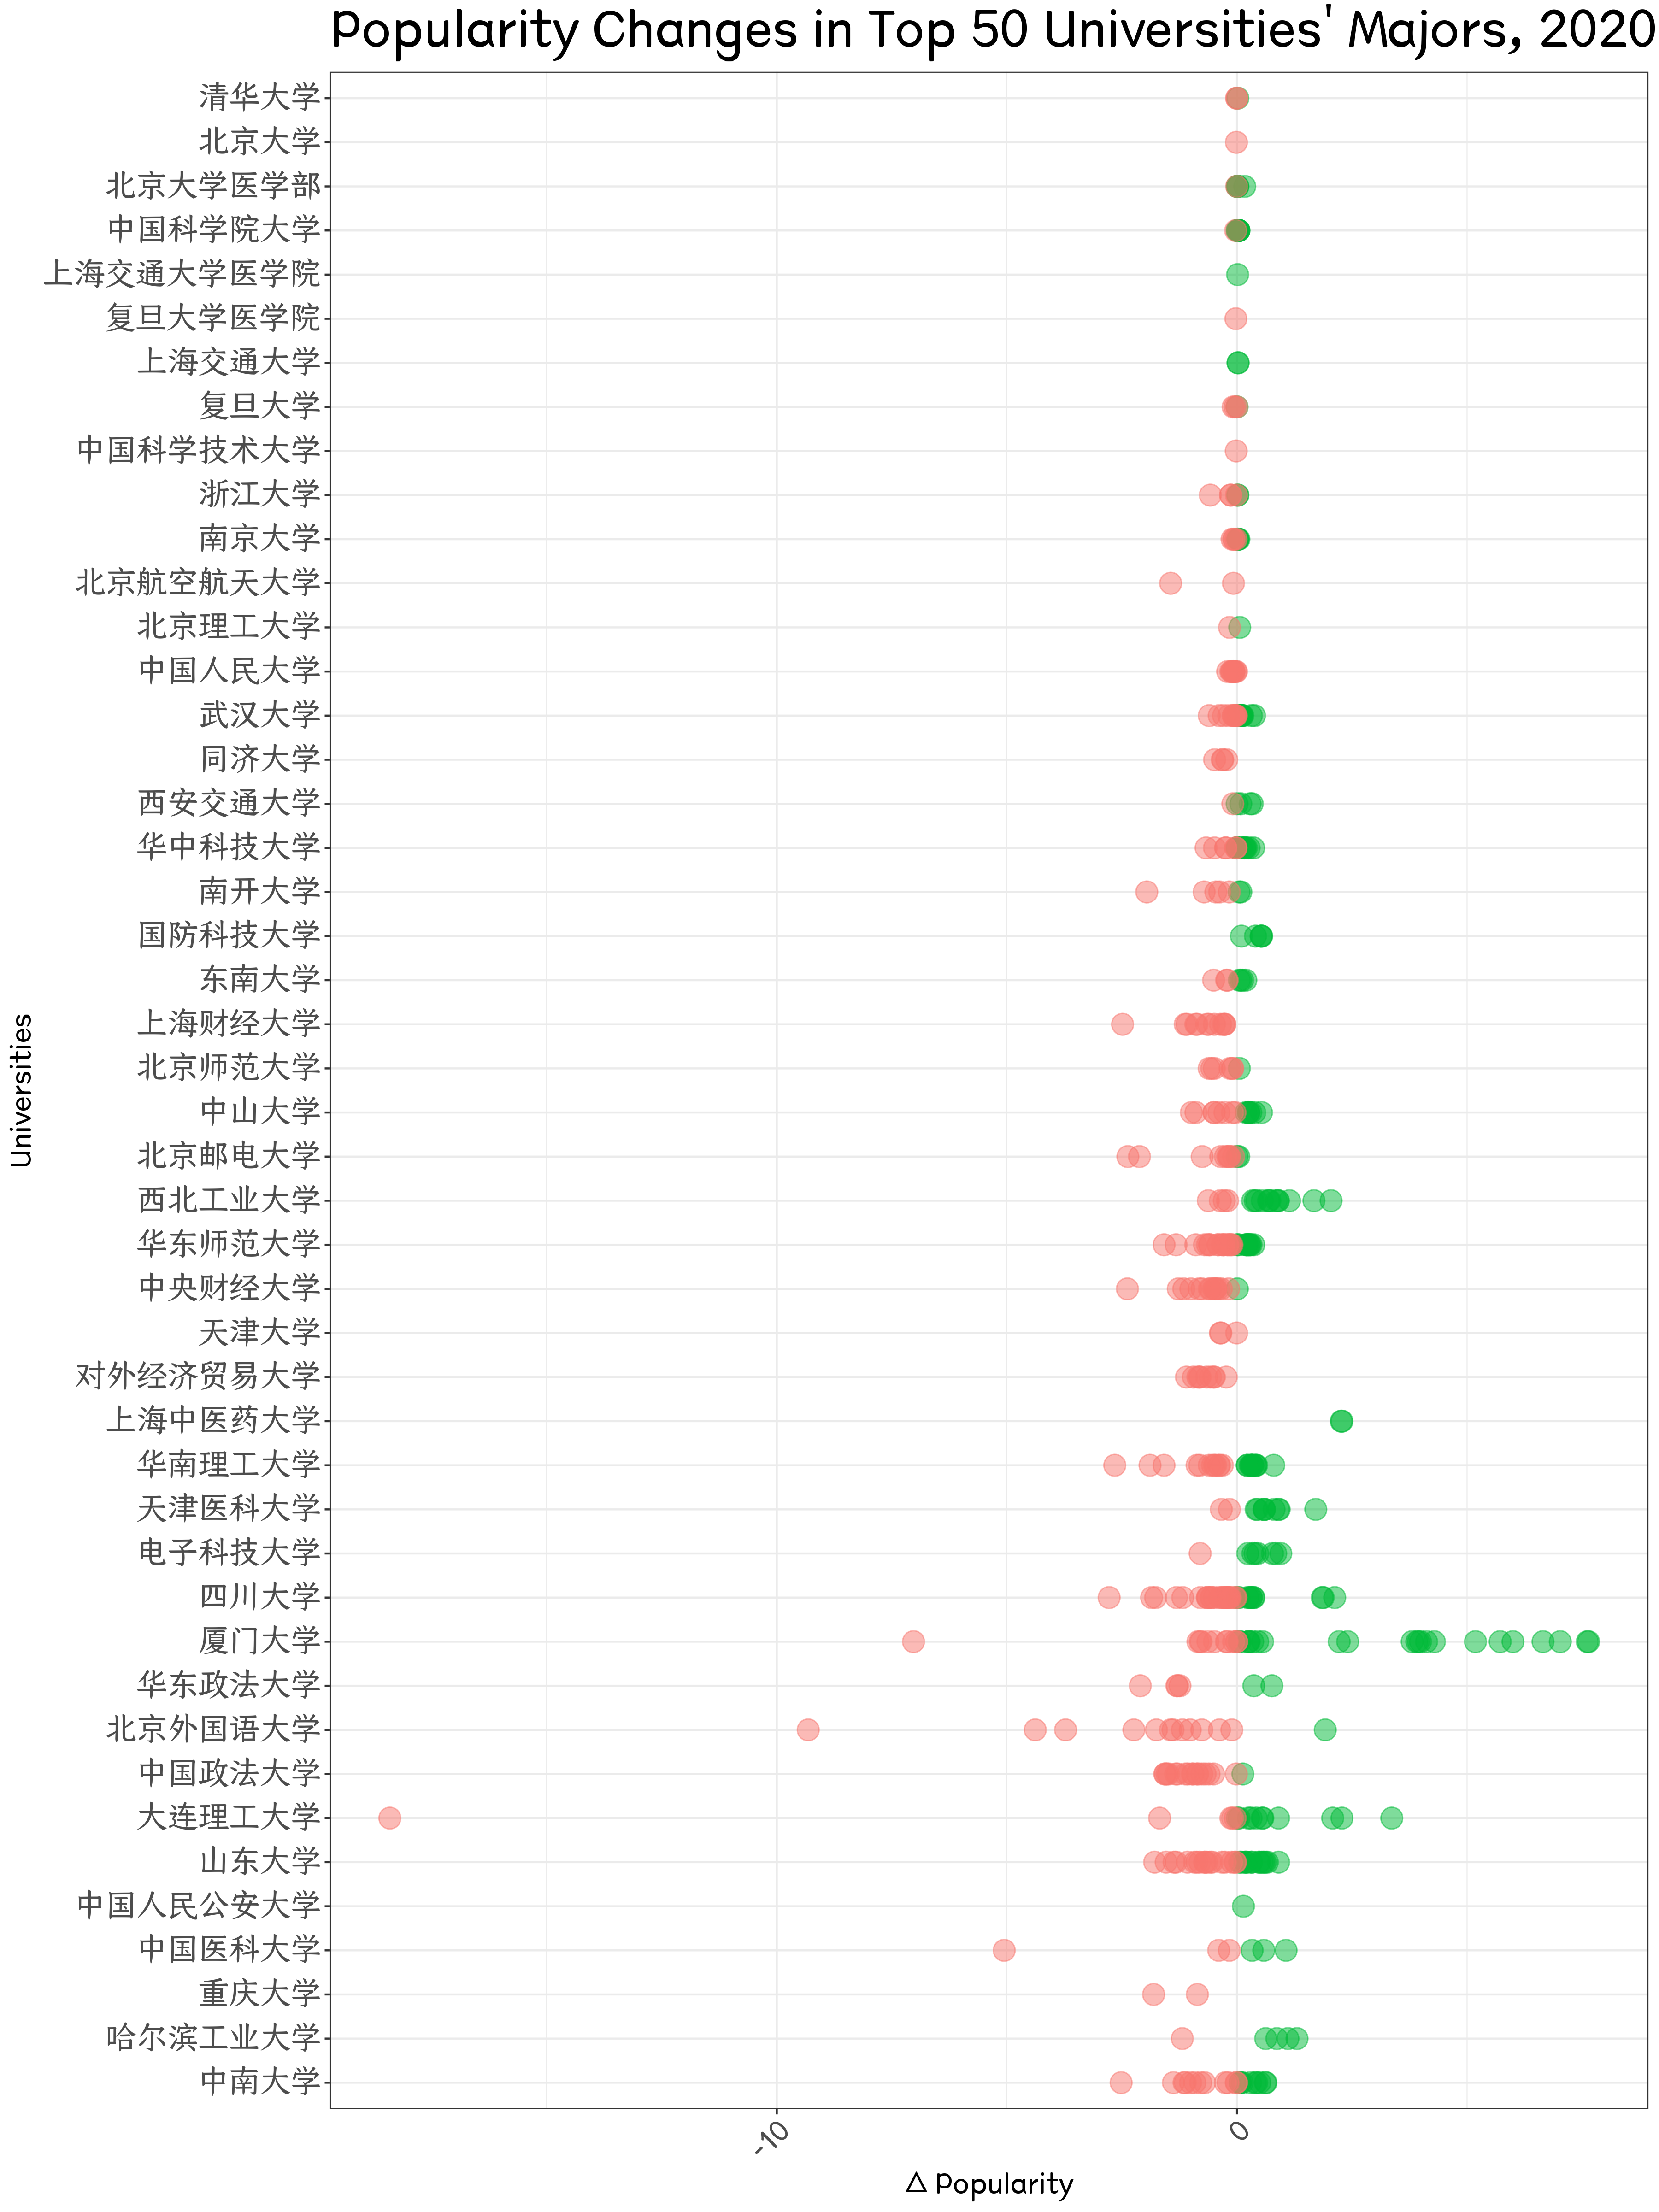 Popularity Changes in Top 50 Universities' Majors, 2020
清华大学
北京大学
北京大学医学部
中国科学院大学
上海交通大学医学院
复旦大学医学院
上海交通大学
复旦大学
中国科学技术大学
浙江大学
南京大学
北京航空航天大学
北京理工大学
中国人民大学
武汉大学
同济大学
西安交通大学
华中科技大学
南开大学
国防科技大学
东南大学
上海财经大学
北京师范大学
中山大学
北京邮电大学
西北工业大学
华东师范大学
中央财经大学
天津大学
对外经济贸易大学
上海中医药大学
华南理工大学
天津医科大学
电子科技大学
四川大学
厦门大学
华东政法大学
北京外国语大学
中国政法大学
大连理工大学
山东大学
中国人民公安大学
中国医科大学
重庆大学
哈尔滨工业大学
中南大学
Universities
-10 0
△ Popularity